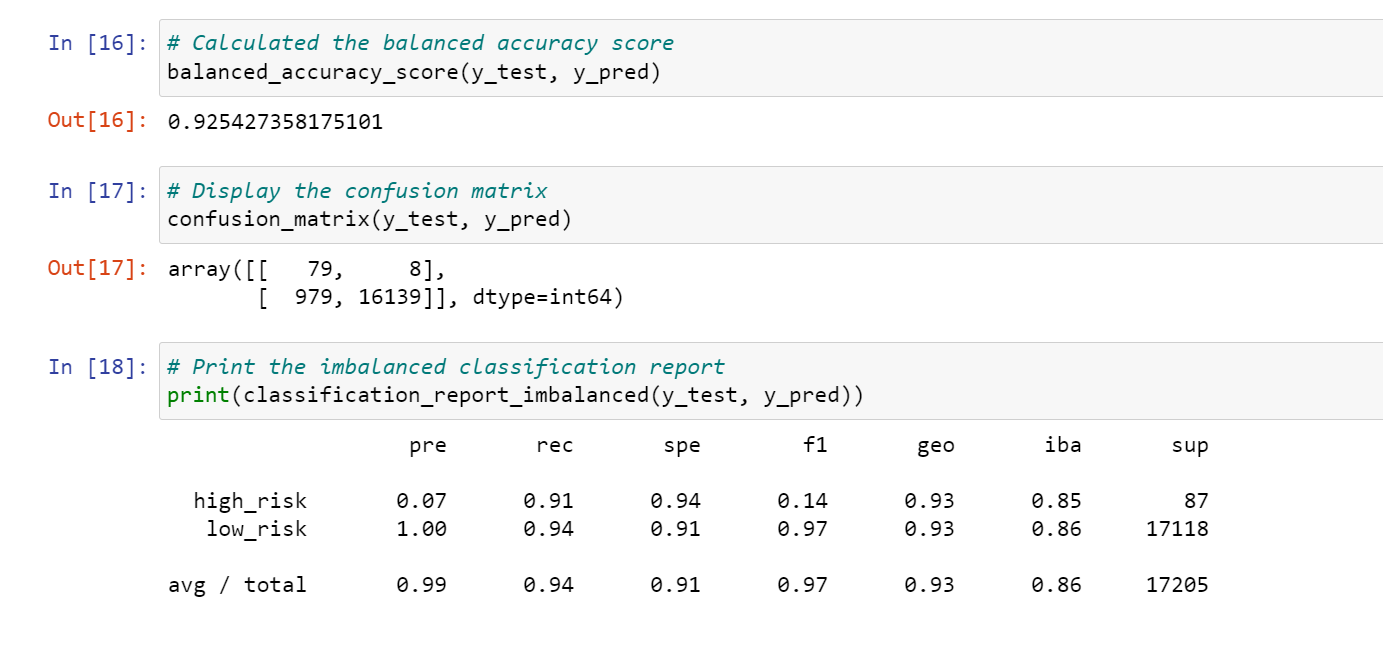 In [16]: # Calculated the balanced accuracy score
balanced_accuracy_score(y_test, y_pred)
Out[16]: 0.925427358175101
In [17]: # Display the confusion matrix
confusion_matrix(y_test, y_pred)
Out[17]: array([[   79,     8],
       [  979, 16139]], dtype=int64)
In [18]: # Print the imbalanced classification report
print(classification_report_imbalanced(y_test, y_pred))
                   pre       rec       spe        f1       geo       iba       sup
  high_risk       0.07      0.91      0.94      0.14      0.93      0.85        87
   low_risk       1.00      0.94      0.91      0.97      0.93      0.86     17118
avg / total       0.99      0.94      0.91      0.97      0.93      0.86     17205